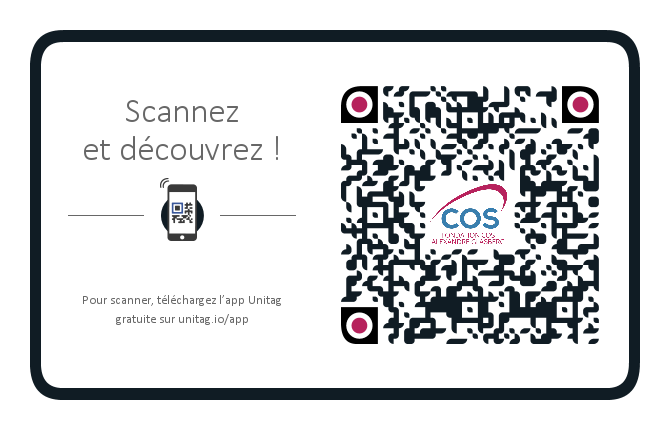 Scannez
et découvrez !
Pour scanner, téléchargez l'app Unitag
gratuite sur unitag.io/app
COS
FONDATION COS
ALEXANDRE GLASBERG